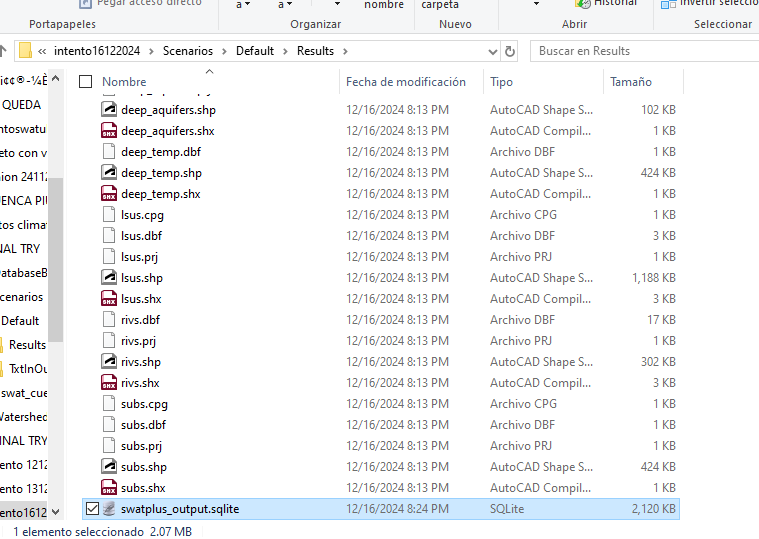 Pegar acceso directo
a
a
nombre
carpeta
Historial
Invertir selecció
Portapapeles
Organizar
Nuevo
Abrir
Seleccionar
« intento16122024 > Scenarios > Default > Results >
Buscar en Results
Nombre
Fecha de modificación
Tipo
Tamaño
QUEDA
ntoswatu
eto con v
nion 2411
UENCA PI
tos climat
NAL TRY
DatabaseB
cenarios
Default
Results
TxtInOu
swat_cue
Watershed
INAL TRY
ento 1212
ento 1312
ento1612
deep_aquifers.shp 12/16/2024 8:13 PM AutoCAD Shape S... 102 KB
deep_aquifers.shx 12/16/2024 8:13 PM AutoCAD Compil... 1 KB
deep_temp.dbf 12/16/2024 8:13 PM Archivo DBF 1 KB
deep_temp.shp 12/16/2024 8:13 PM AutoCAD Shape S... 424 KB
deep_temp.shx 12/16/2024 8:13 PM AutoCAD Compil... 1 KB
lsus.cpg 12/16/2024 8:13 PM Archivo CPG 1 KB
lsus.dbf 12/16/2024 8:13 PM Archivo DBF 3 KB
lsus.prj 12/16/2024 8:13 PM Archivo PRJ 1 KB
lsus.shp 12/16/2024 8:13 PM AutoCAD Shape S... 1,188 KB
lsus.shx 12/16/2024 8:13 PM AutoCAD Compil... 3 KB
rivs.dbf 12/16/2024 8:13 PM Archivo DBF 17 KB
rivs.prj 12/16/2024 8:13 PM Archivo PRJ 1 KB
rivs.shp 12/16/2024 8:13 PM AutoCAD Shape S... 302 KB
rivs.shx 12/16/2024 8:13 PM AutoCAD Compil... 3 KB
subs.cpg 12/16/2024 8:13 PM Archivo CPG 1 KB
subs.dbf 12/16/2024 8:13 PM Archivo DBF 1 KB
subs.prj 12/16/2024 8:13 PM Archivo PRJ 1 KB
subs.shp 12/16/2024 8:13 PM AutoCAD Shape S... 424 KB
subs.shx 12/16/2024 8:13 PM AutoCAD Compil... 1 KB
swatplus_output.sqlite 12/16/2024 8:24 PM SQLite 2,120 KB
1 elemento seleccionado 2.07 MB